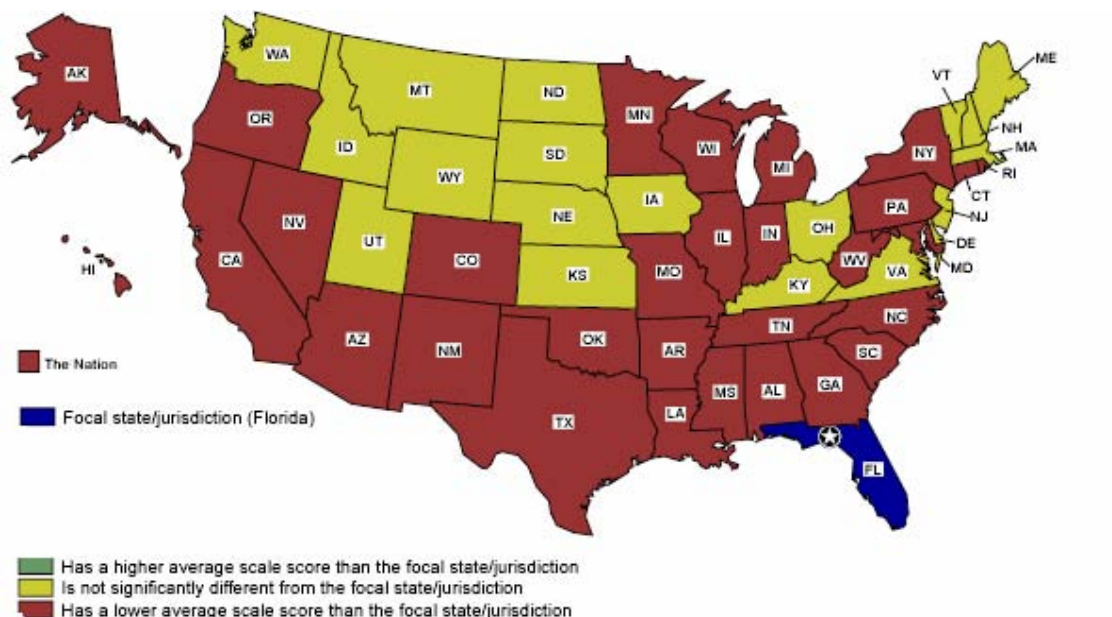 AK
WA
MT
ND
MN
VT
ME
OR
ID
SD
WI
MI
NY
NH
MA
RI
WY
IA
CT
NE
PA
NJ
NV
UT
OH
IL
IN
DE
CA
CO
KS
MO
WV
VA
MD
HI
KY
NC
AZ
NM
OK
AR
TN
SC
The Nation
MS
AL
GA
LA
TX
Focal state/jurisdiction (Florida)
FL
Has a higher average scale score than the focal state/jurisdiction
Is not significantly different from the focal state/jurisdiction
Has a lower average scale score than the focal state/jurisdiction